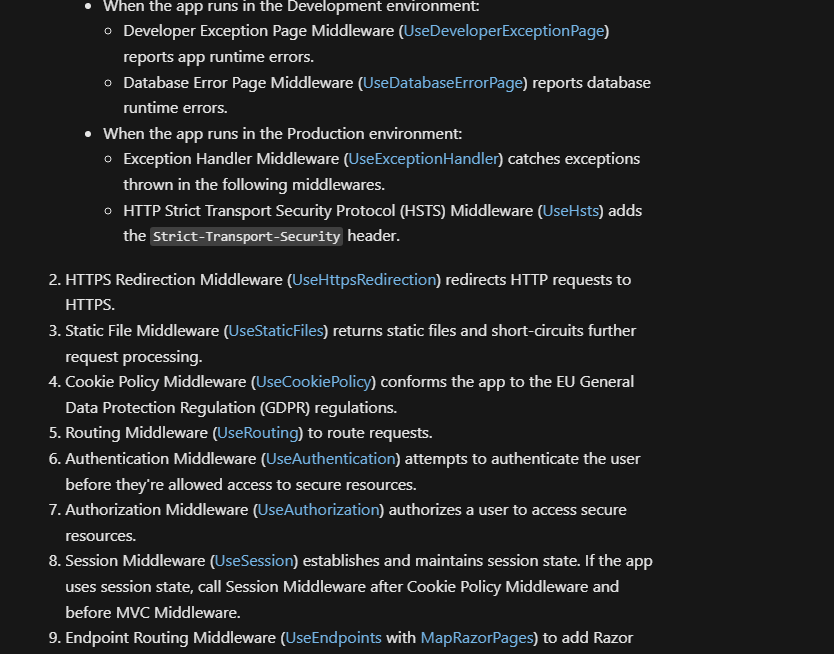 When the app runs in the Development environment:
Developer Exception Page Middleware (UseDeveloperExceptionPage)
reports app runtime errors.
Database Error Page Middleware (UseDatabaseErrorPage) reports database
runtime errors.
When the app runs in the Production environment:
Exception Handler Middleware (UseExceptionHandler) catches exceptions
thrown in the following middlewares.
HTTP Strict Transport Security Protocol (HSTS) Middleware (UseHsts) adds
the Strict-Transport-Security header.
2. HTTPS Redirection Middleware (UseHttpsRedirection) redirects HTTP requests to
HTTPS.
3. Static File Middleware (UseStaticFiles) returns static files and short-circuits further
request processing.
4. Cookie Policy Middleware (UseCookiePolicy) conforms the app to the EU General
Data Protection Regulation (GDPR) regulations.
5. Routing Middleware (UseRouting) to route requests.
6. Authentication Middleware (UseAuthentication) attempts to authenticate the user
before they're allowed access to secure resources.
7. Authorization Middleware (UseAuthorization) authorizes a user to access secure
resources.
8. Session Middleware (UseSession) establishes and maintains session state. If the app
uses session state, call Session Middleware after Cookie Policy Middleware and
before MVC Middleware.
9. Endpoint Routing Middleware (UseEndpoints with MapRazorPages) to add Razor